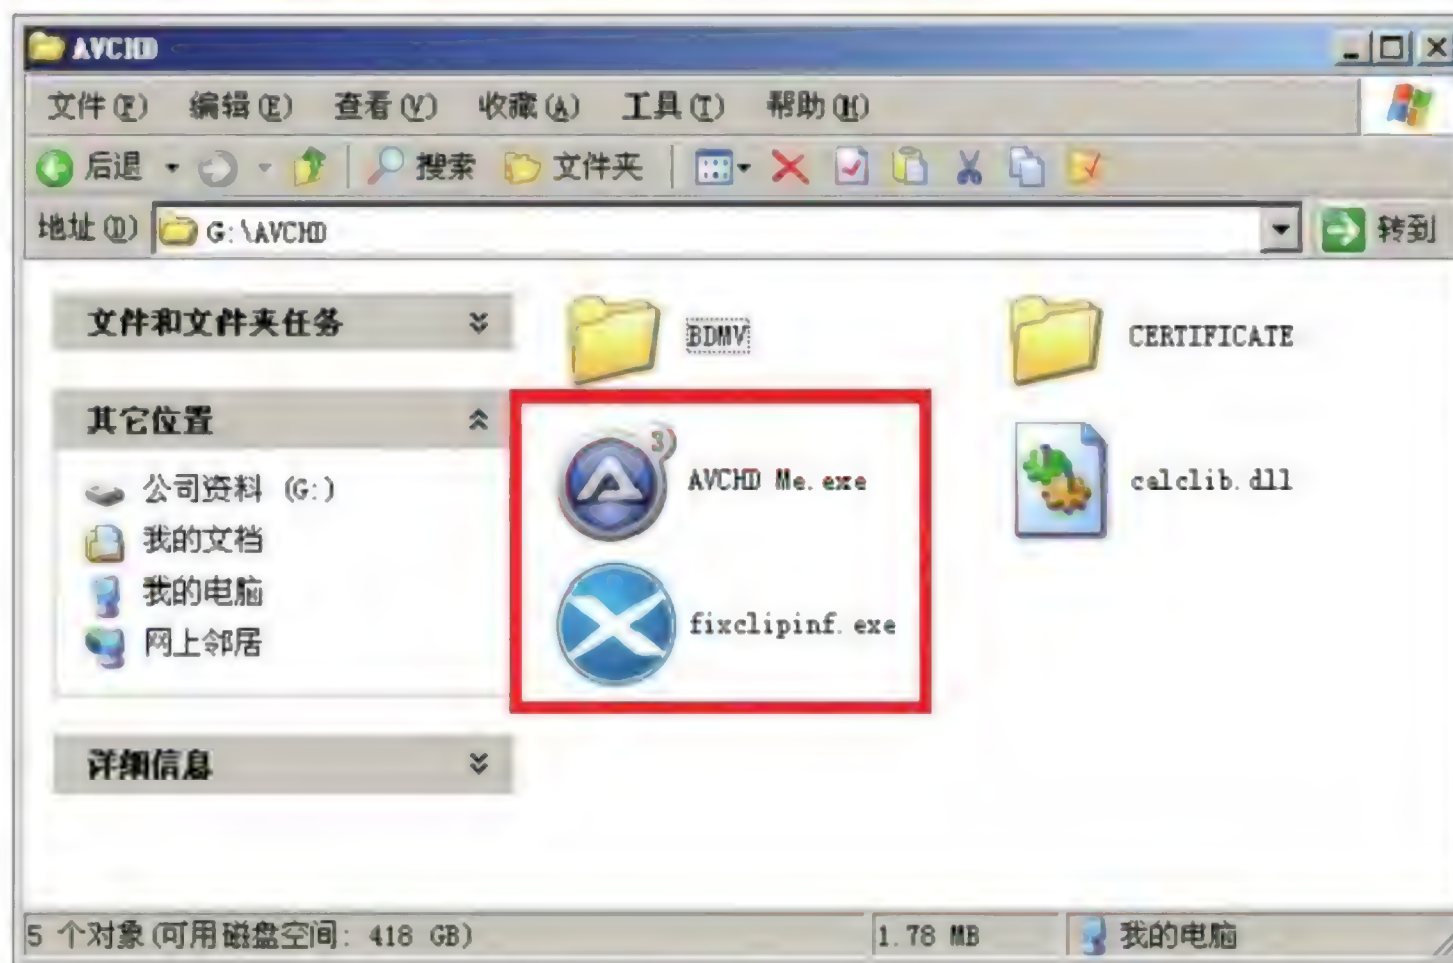 AVCHD
文件(F) 编辑(E) 查看(V) 收藏(A) 工具(T) 帮助(H)
后退 搜索 文件夹
地址(D) G:\AVCHD 转到
文件和文件夹任务
BDMV
CERTIFICATE
其它位置
公司资料 (G:)
我的文档
我的电脑
网上邻居
3)
AVCHD Me.exe
calclib.dll
fixclipinf.exe
详细信息
5 个对象(可用磁盘空间: 418 GB) 1.78 MB 我的电脑